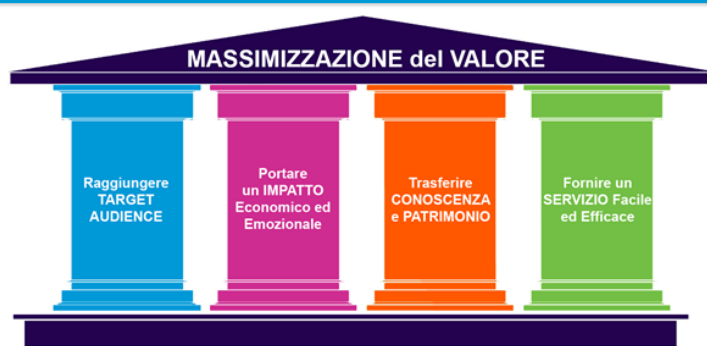 MASSIMIZZAZIONE del VALORE
Raggiungere
TARGET
AUDIENCE
Portare
un IMPATTO
Economico ed
Emozionale
Trasferire
CONOSCENZA
e PATRIMONIO
Fornire un
SERVIZIO Facile
ed Efficace